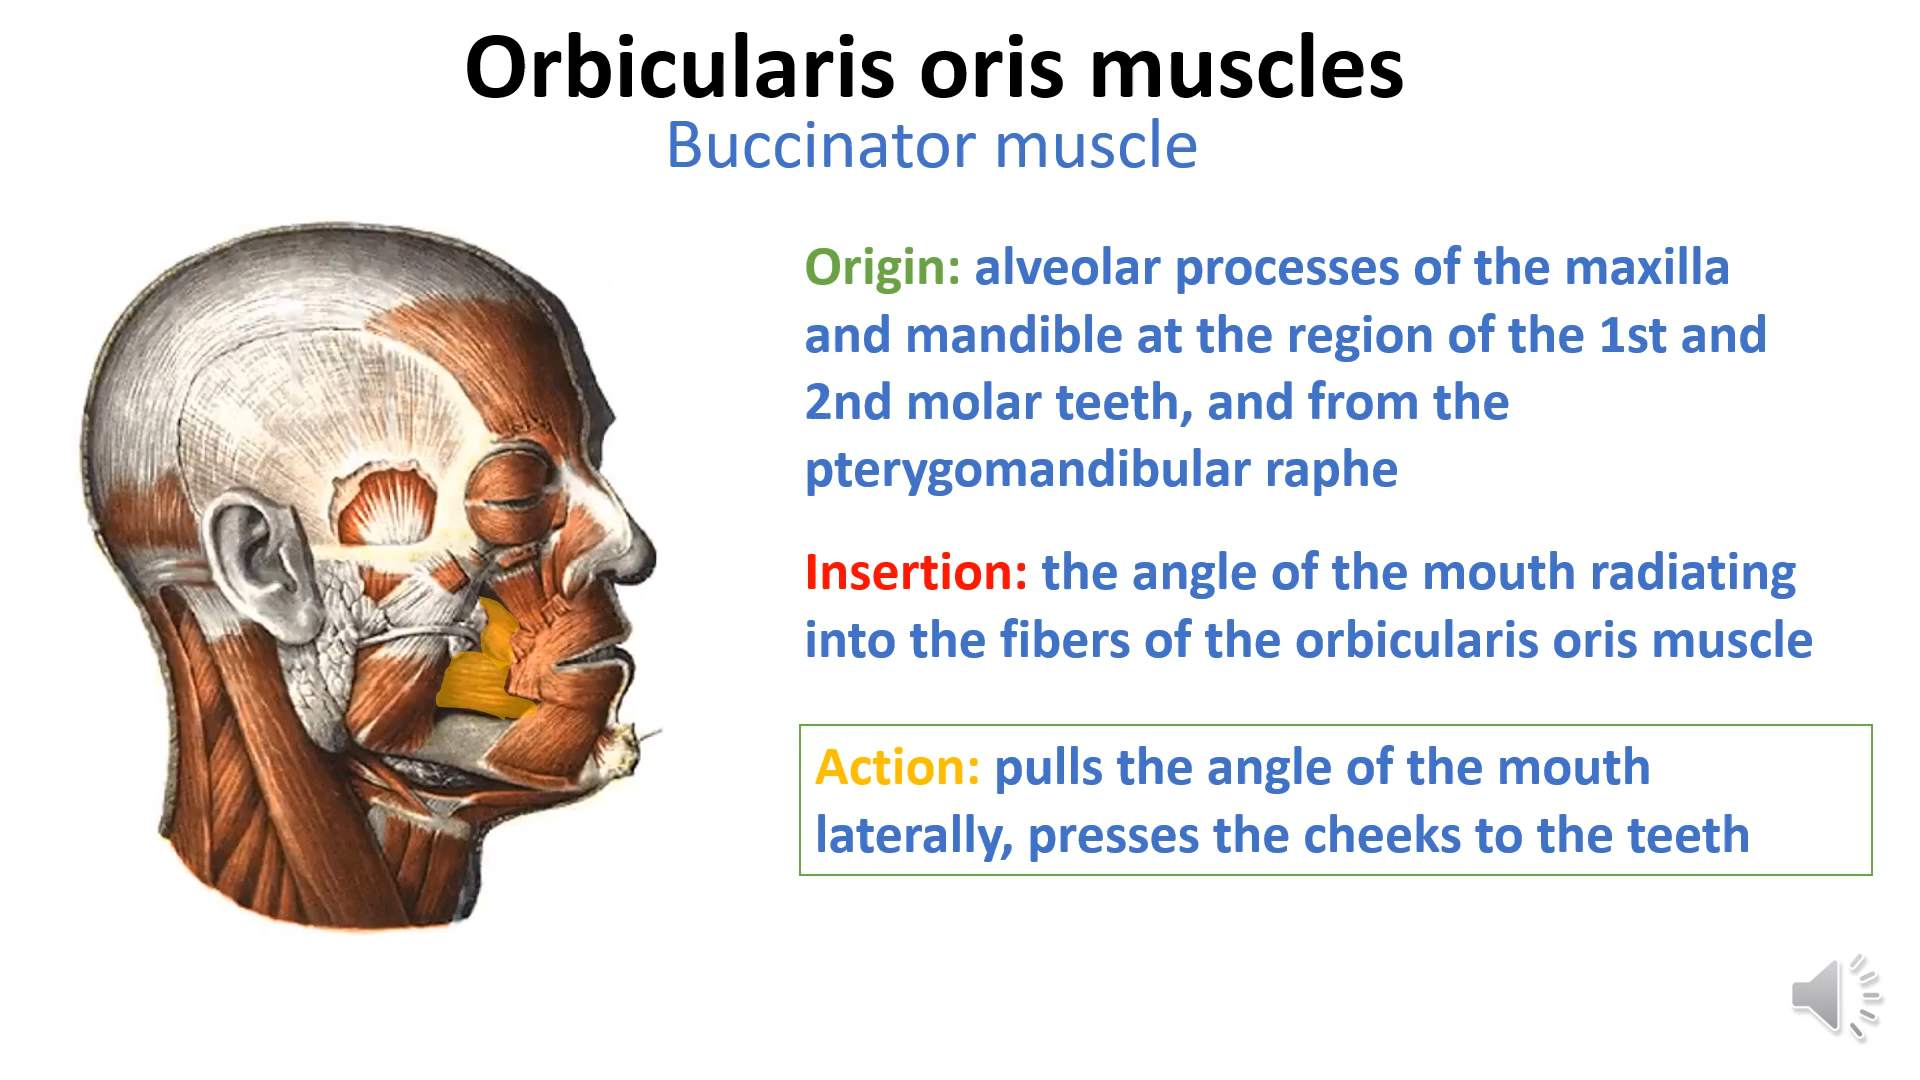 Orbicularis oris muscles
Buccinator muscle
Origin: alveolar processes of the maxilla
and mandible at the region of the 1st and
2nd molar teeth, and from the
pterygomandibular raphe
Insertion: the angle of the mouth radiating
into the fibers of the orbicularis oris muscle
Action: pulls the angle of the mouth
laterally, presses the cheeks to the teeth